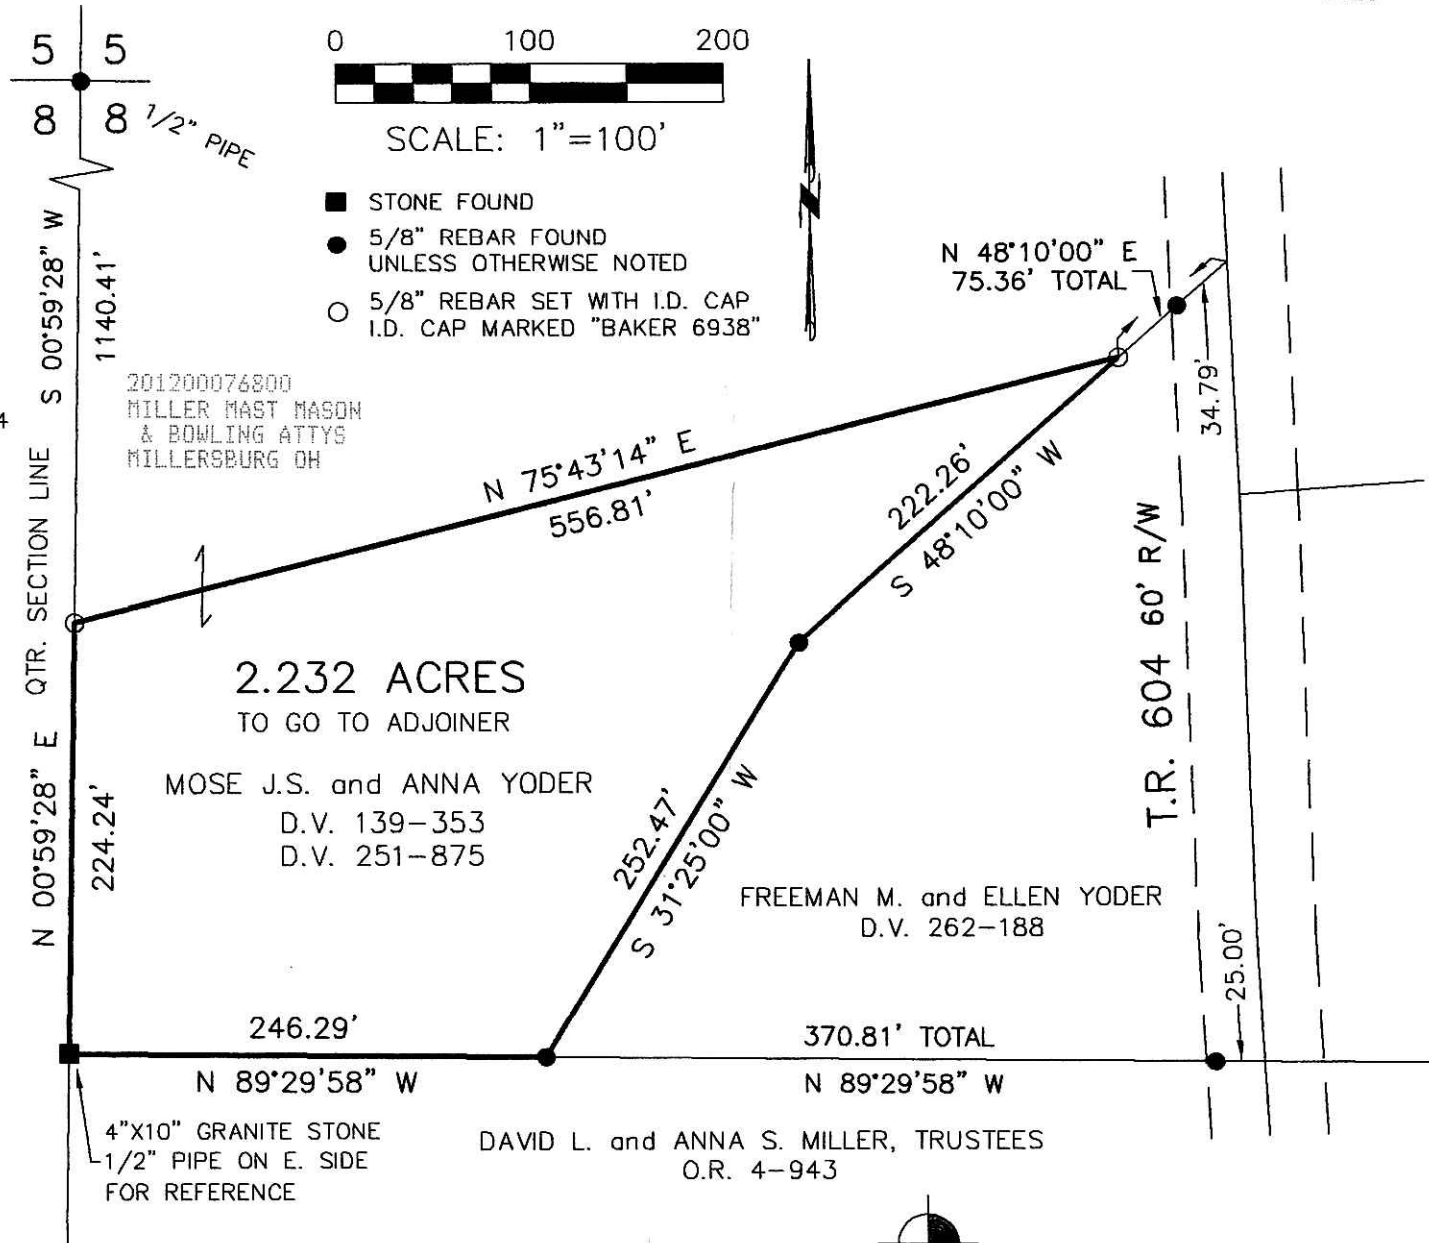 5 5
8 8
1/2" PIPE
0 100 200
SCALE: 1"=100'
STONE FOUND
5/8" REBAR FOUND
UNLESS OTHERWISE NOTED
5/8" REBAR SET WITH I.D. CAP
I.D. CAP MARKED "BAKER 6938"
S 00°59'28" W
1140.41'
201200076800
MILLER MAST MASON
& BOWLING ATTYS
MILLERSBURG OH
4
QTR. SECTION LINE
N 48°10'00" E
75.36' TOTAL
34.79'
N 75°43'14" E
556.81'
222.26'
S 48°10'00" W
T.R. 604 60' R/W
2.232 ACRES
TO GO TO ADJOINER
MOSE J.S. and ANNA YODER
D.V. 139-353
D.V. 251-875
N 00°59'28" E
224.24'
252.47'
S 31°25'00" W
FREEMAN M. and ELLEN YODER
D.V. 262-188
25.00'
246.29'
N 89°29'58" W
370.81' TOTAL
N 89°29'58" W
4"X10" GRANITE STONE
1/2" PIPE ON E. SIDE
FOR REFERENCE
DAVID L. and ANNA S. MILLER, TRUSTEES
O.R. 4-943